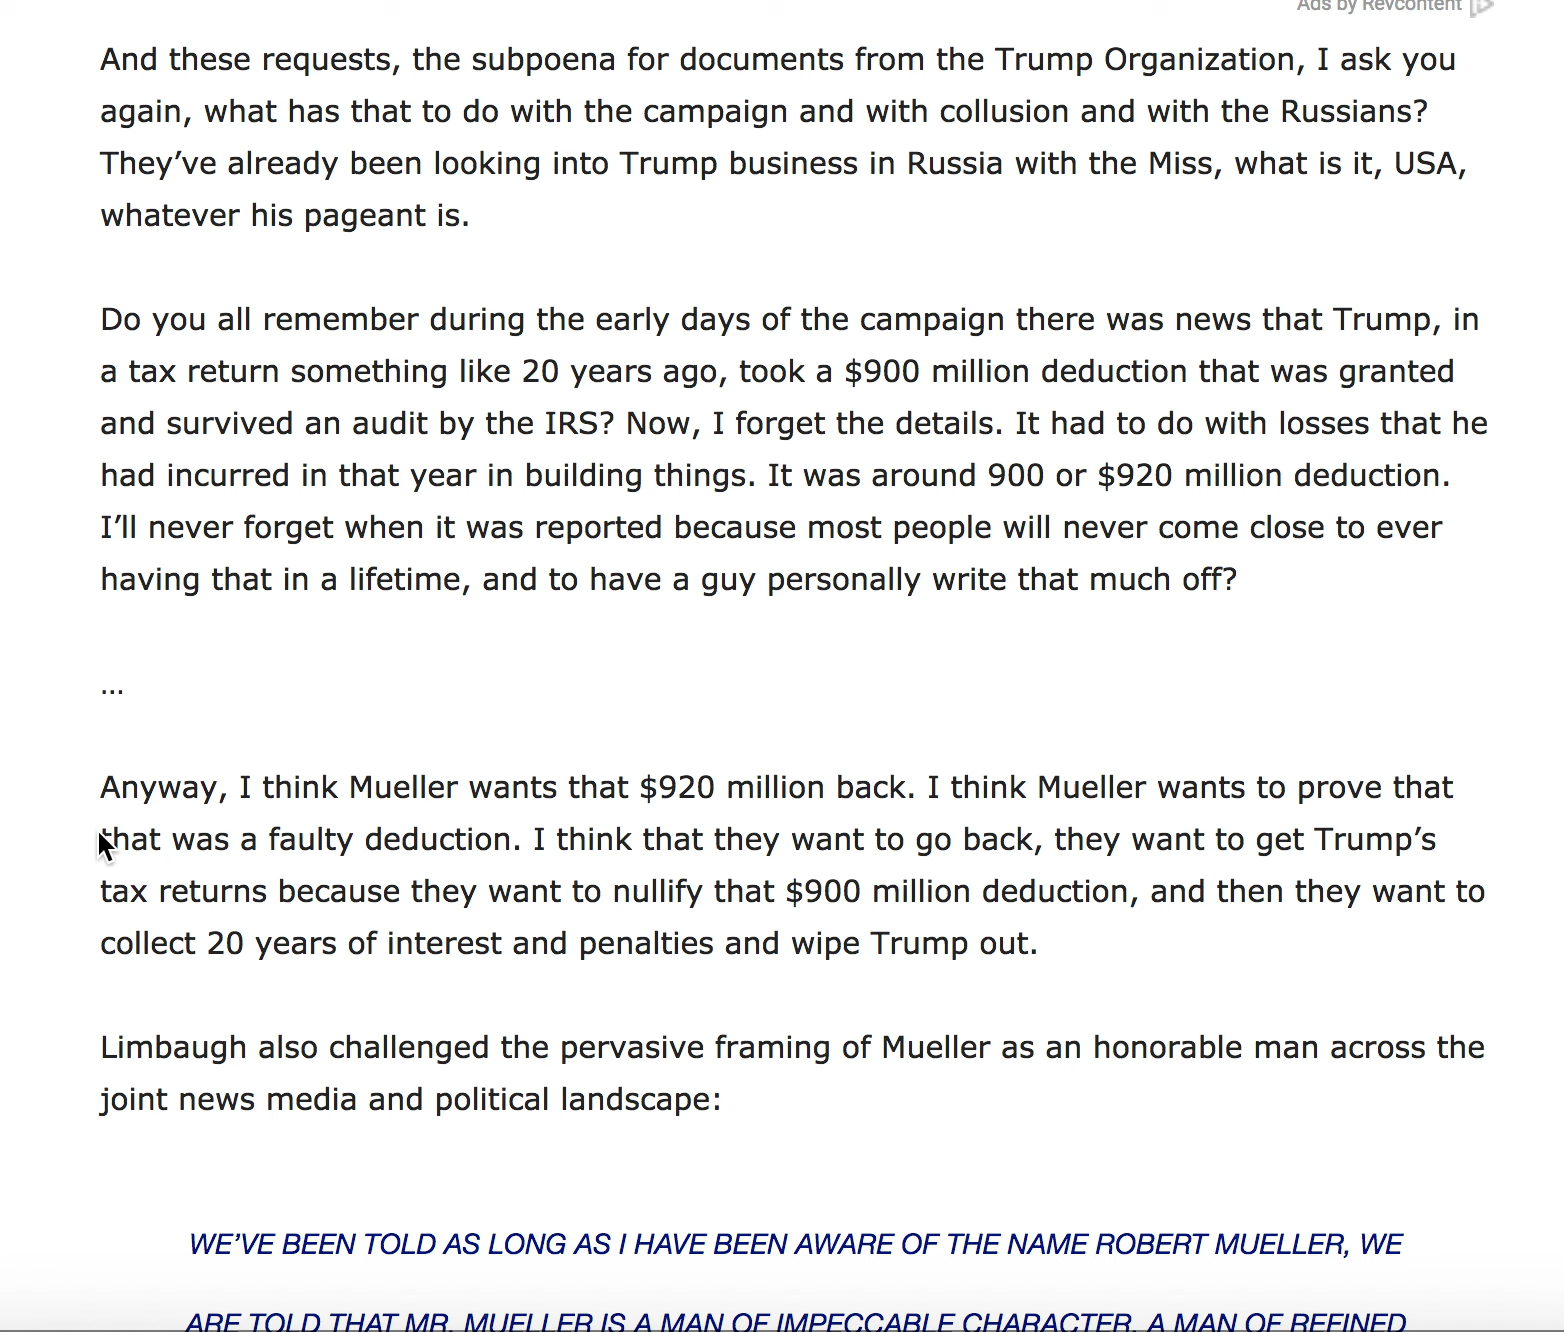 Ads by Revcontent
And these requests, the subpoena for documents from the Trump Organization, I ask you
again, what has that to do with the campaign and with collusion and with the Russians?
They’ve already been looking into Trump business in Russia with the Miss, what is it, USA,
whatever his pageant is.
Do you all remember during the early days of the campaign there was news that Trump, in
a tax return something like 20 years ago, took a $900 million deduction that was granted
and survived an audit by the IRS? Now, I forget the details. It had to do with losses that he
had incurred in that year in building things. It was around 900 or $920 million deduction.
I’ll never forget when it was reported because most people will never come close to ever
having that in a lifetime, and to have a guy personally write that much off?
...
Anyway, I think Mueller wants that $920 million back. I think Mueller wants to prove that
that was a faulty deduction. I think that they want to go back, they want to get Trump’s
tax returns because they want to nullify that $900 million deduction, and then they want to
collect 20 years of interest and penalties and wipe Trump out.
Limbaugh also challenged the pervasive framing of Mueller as an honorable man across the
joint news media and political landscape:
WE’VE BEEN TOLD AS LONG AS I HAVE BEEN AWARE OF THE NAME ROBERT MUELLER, WE
ARE TOLD THAT MR. MUELLER IS A MAN OF IMPECCABLE CHARACTER, A MAN OF REFINED